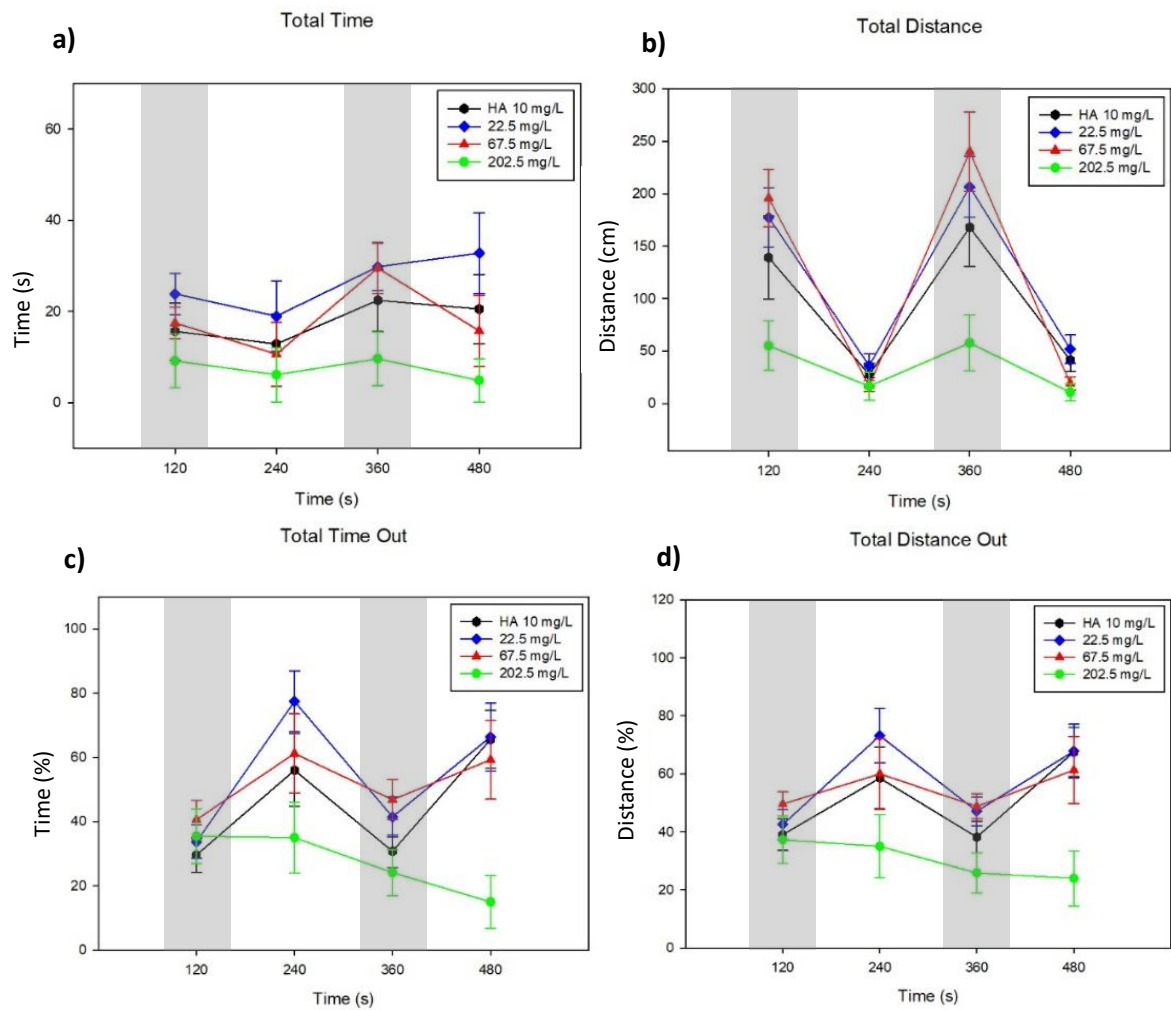 a)
Total Time
Time (s)
60
40
20
0
HA 10 mg/L
22.5 mg/L
67.5 mg/L
202.5 mg/L
120
240
360
480
Time (s)
b)
Total Distance
Distance (cm)
300
250
200
150
100
50
0
HA 10 mg/L
22.5 mg/L
67.5 mg/L
202.5 mg/L
120
240
360
480
Time (s)
c)
Total Time Out
Time (%)
100
80
60
40
20
0
HA 10 mg/L
22.5 mg/L
67.5 mg/L
202.5 mg/L
120
240
360
480
Time (s)
d)
Total Distance Out
Distance (%)
120
100
80
60
40
20
0
HA 10 mg/L
22.5 mg/L
67.5 mg/L
202.5 mg/L
120
240
360
480
Time (s)